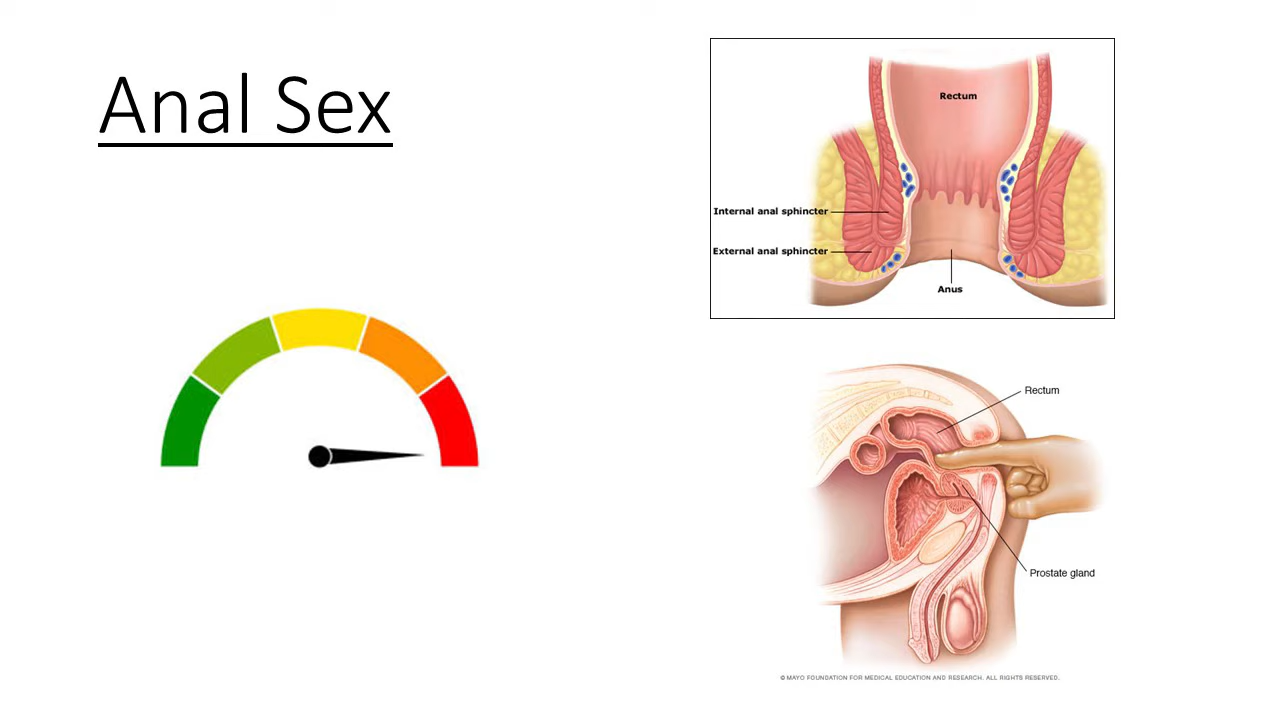 Anal Sex
Rectum
Internal anal sphincter
External anal sphincter
Anus
Rectum
Prostate gland
© MAYO FOUNDATION FOR MEDICAL EDUCATION AND RESEARCH. ALL RIGHTS RESERVED.